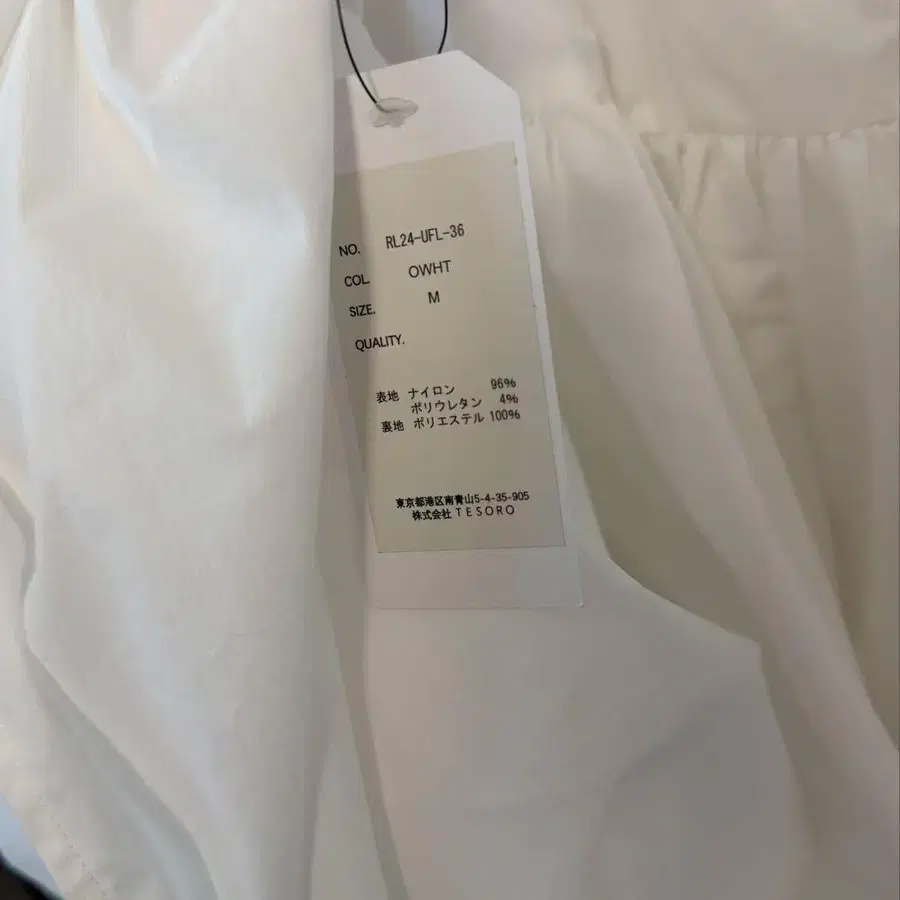 NO. RL24-UFL-36
COL. OWHT
SIZE. M
QUALITY.
表地 ナイロン 96%
ポリウレタン 4%
裏地 ポリエステル 100%
東京都港区南青山5-4-35-905
株式会社 TESORO